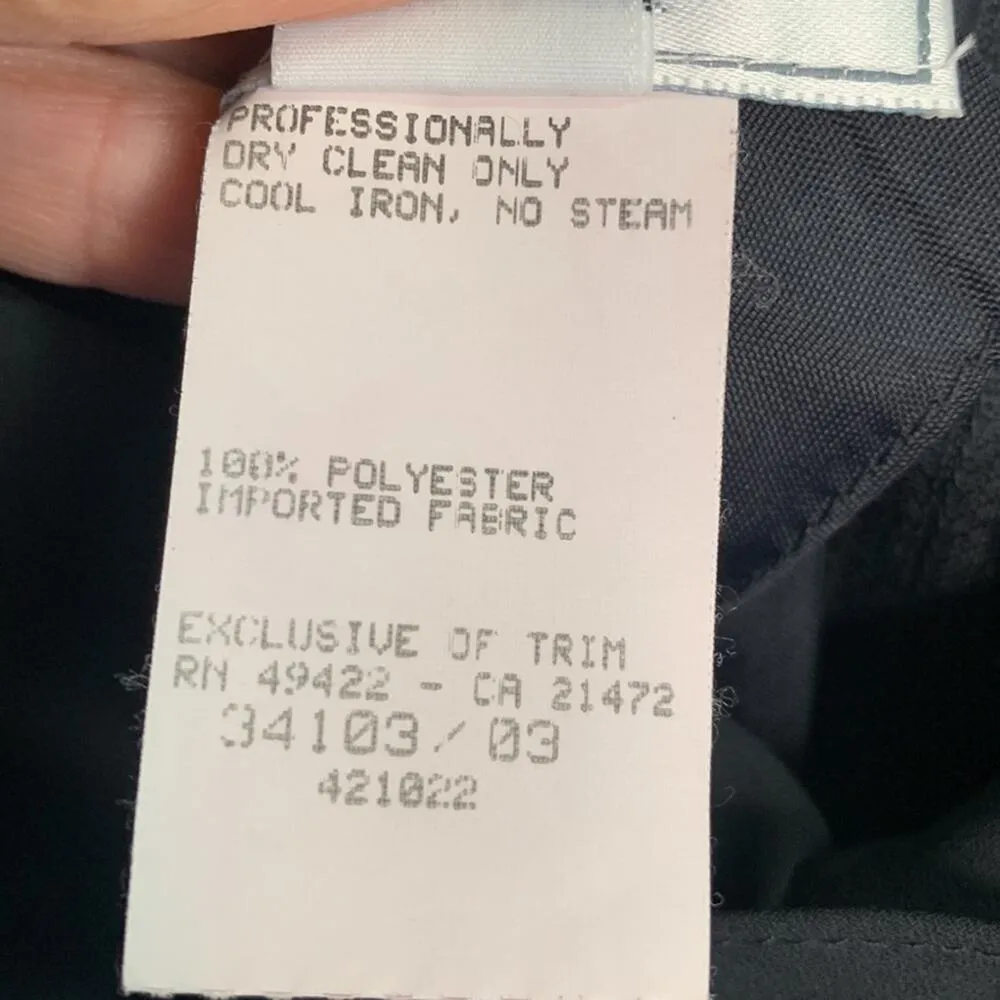 PROFESSIONALLY
DRY CLEAN ONLY
COOL IRON, NO STEAM
100% POLYESTER
IMPORTED FABRIC
EXCLUSIVE OF TRIM
RN 49422 - CA 21472
34103/03
421022